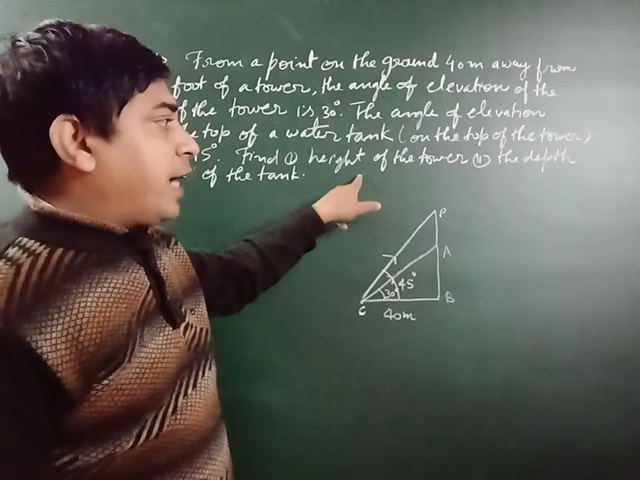 From a point on the ground 40m away from
foot of a tower, the angle of elevation of the
of the tower is 30°. The angle of elevation
top of a water tank (on the top of the tower)
5°. Find (i) height of the tower (ii) the depth
of the tank.
P
A
45°
30°
C
B
40m